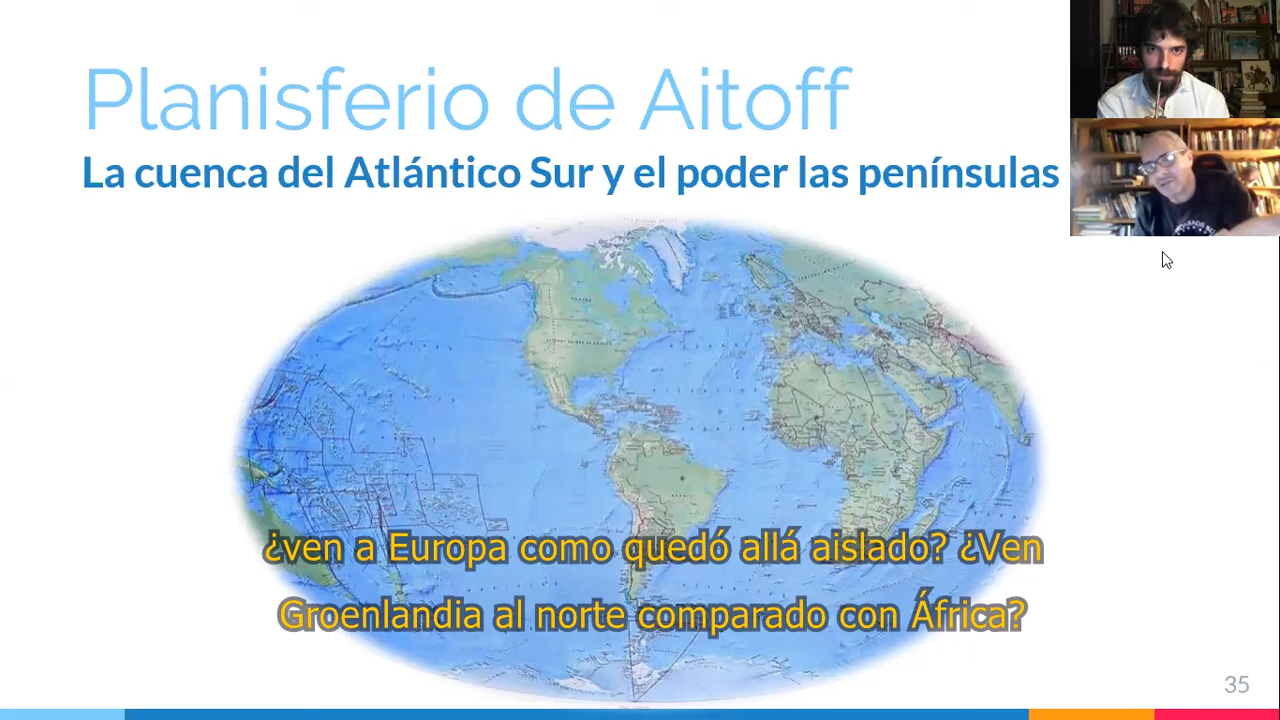 Planisferio de Aitoff
La cuenca del Atlántico Sur y el poder las penínsulas
¿ven a Europa como quedó allá aislado? ¿Ven
Groenlandia al norte comparado con África?
35